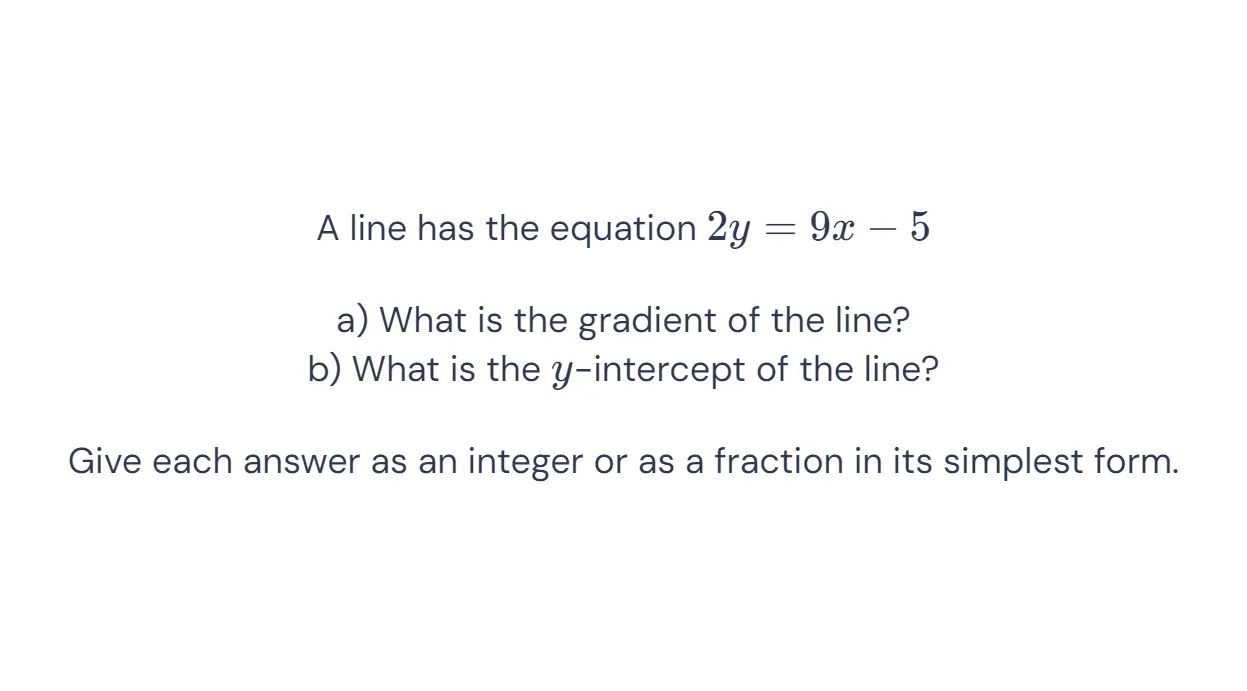 A line has the equation 2y = 9x − 5
a) What is the gradient of the line?
b) What is the y-intercept of the line?
Give each answer as an integer or as a fraction in its simplest form.